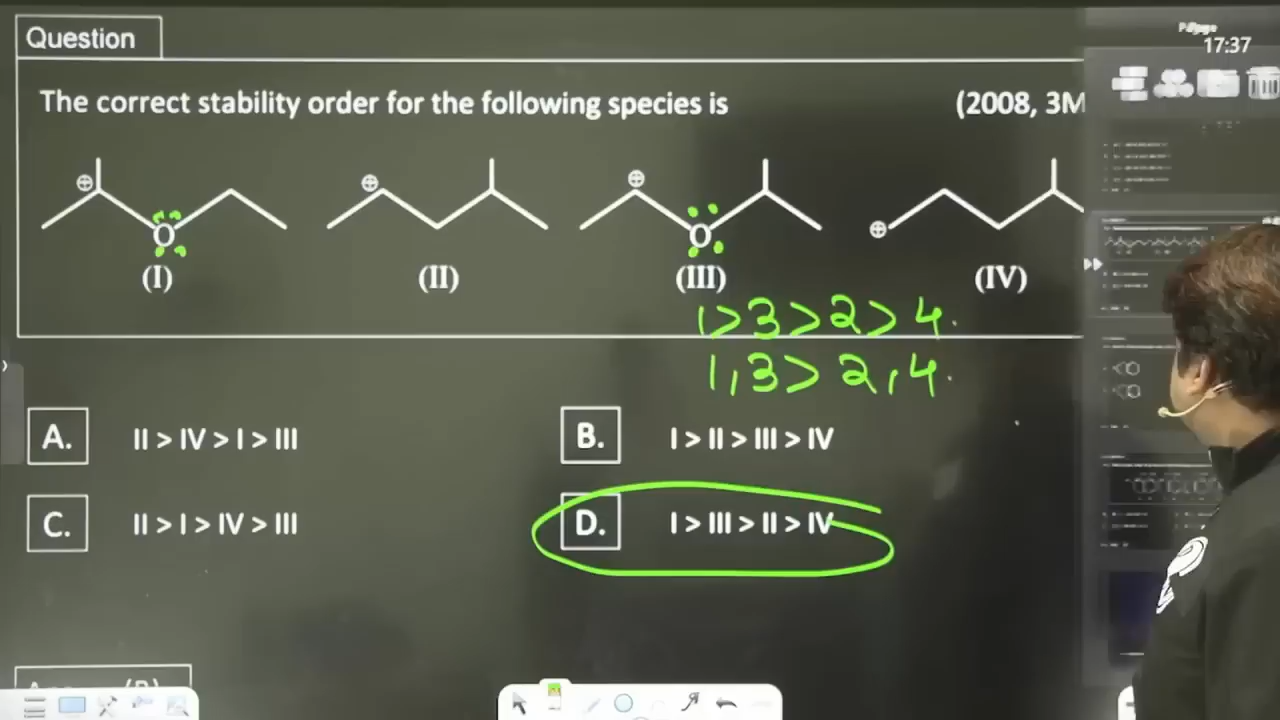 Question
17:37
The correct stability order for the following species is (2008, 3M
⊕ ⊕ ⊕ ⊕
O O
(I) (II) (III) (IV)
1>3>2>4.
1,3>2,4.
A. II > IV > I > III
B. I > II > III > IV
C. II > I > IV > III
D. I > III > II > IV